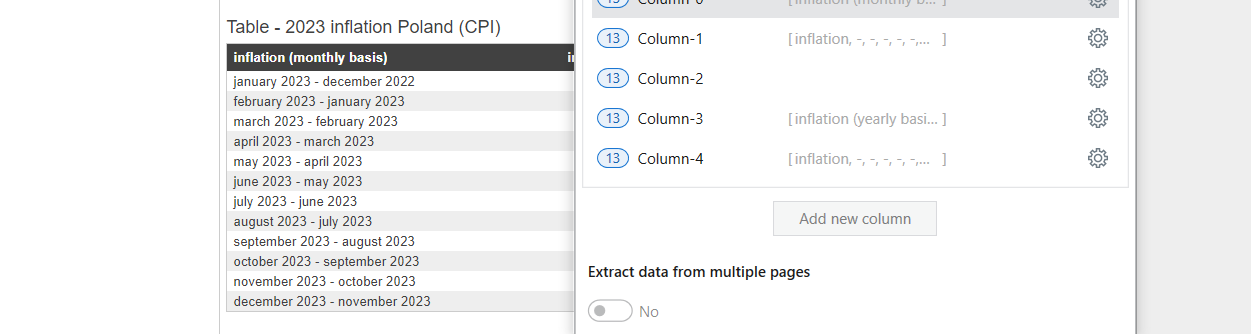 Table - 2023 inflation Poland (CPI)
inflation (monthly basis)
january 2023 - december 2022
february 2023 - january 2023
march 2023 - february 2023
april 2023 - march 2023
may 2023 - april 2023
june 2023 - may 2023
july 2023 - june 2023
august 2023 - july 2023
september 2023 - august 2023
october 2023 - september 2023
november 2023 - october 2023
december 2023 - november 2023
13 Column-0 [inflation (monthly b... ]
13 Column-1 [inflation, -, -, -, -, -,... ]
13 Column-2
13 Column-3 [inflation (yearly basi... ]
13 Column-4 [inflation, -, -, -, -, -,... ]
Add new column
Extract data from multiple pages
No